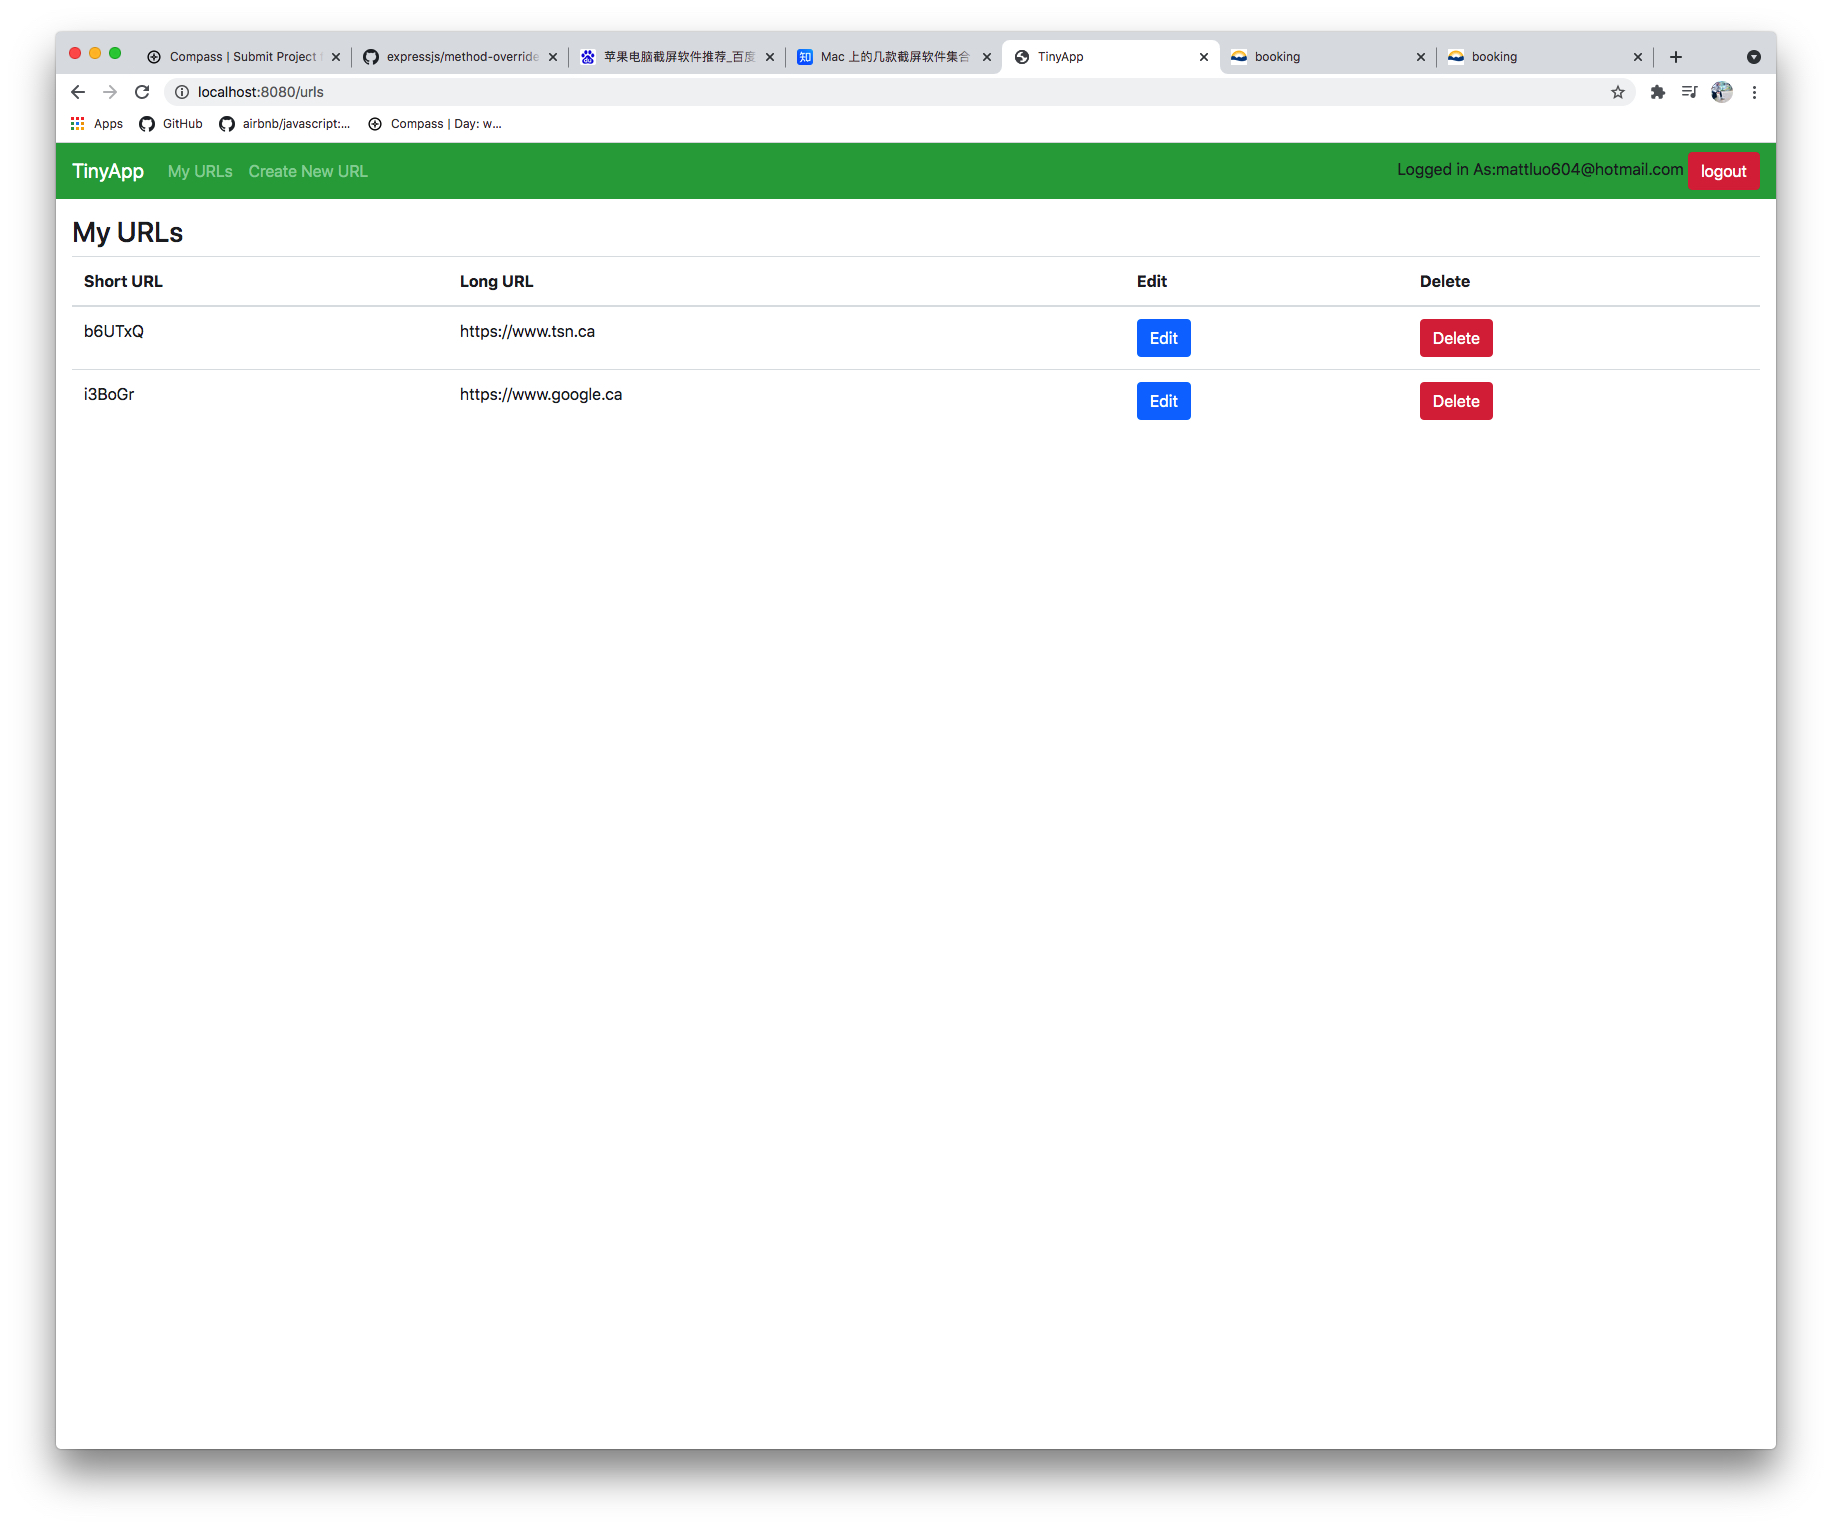 Compass | Submit Project
expressjs/method-override
苹果电脑截屏软件推荐_百度
知 Mac 上的几款截屏软件集合
TinyApp
booking
booking
localhost:8080/urls
Apps GitHub airbnb/javascript:... Compass | Day: w...
TinyApp My URLs Create New URL Logged in As:mattluo604@hotmail.com logout
My URLs
Short URL Long URL Edit Delete
b6UTxQ https://www.tsn.ca Edit Delete
i3BoGr https://www.google.ca Edit Delete